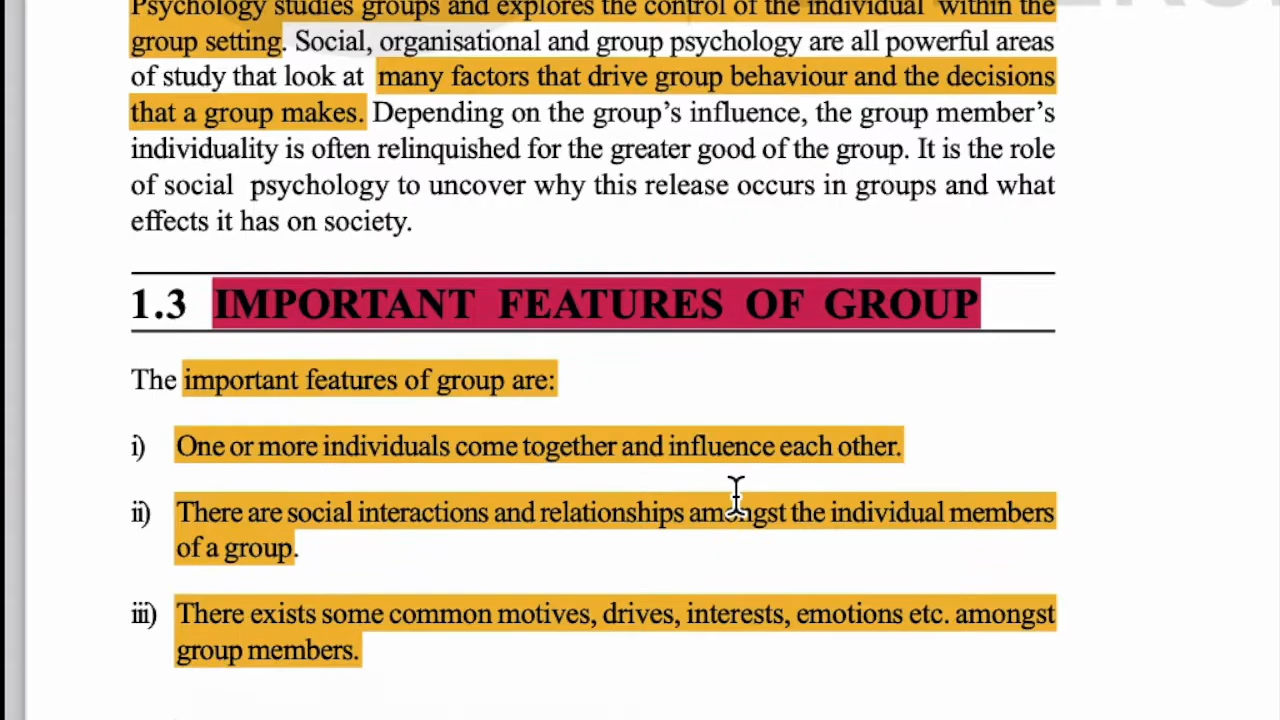 Psychology studies groups and explores the control of the individual within the
group setting. Social, organisational and group psychology are all powerful areas
of study that look at many factors that drive group behaviour and the decisions
that a group makes. Depending on the group's influence, the group member's
individuality is often relinquished for the greater good of the group. It is the role
of social psychology to uncover why this release occurs in groups and what
effects it has on society.
1.3 IMPORTANT FEATURES OF GROUP
The important features of group are:
i) One or more individuals come together and influence each other.
ii) There are social interactions and relationships amongst the individual members
of a group.
iii) There exists some common motives, drives, interests, emotions etc. amongst
group members.